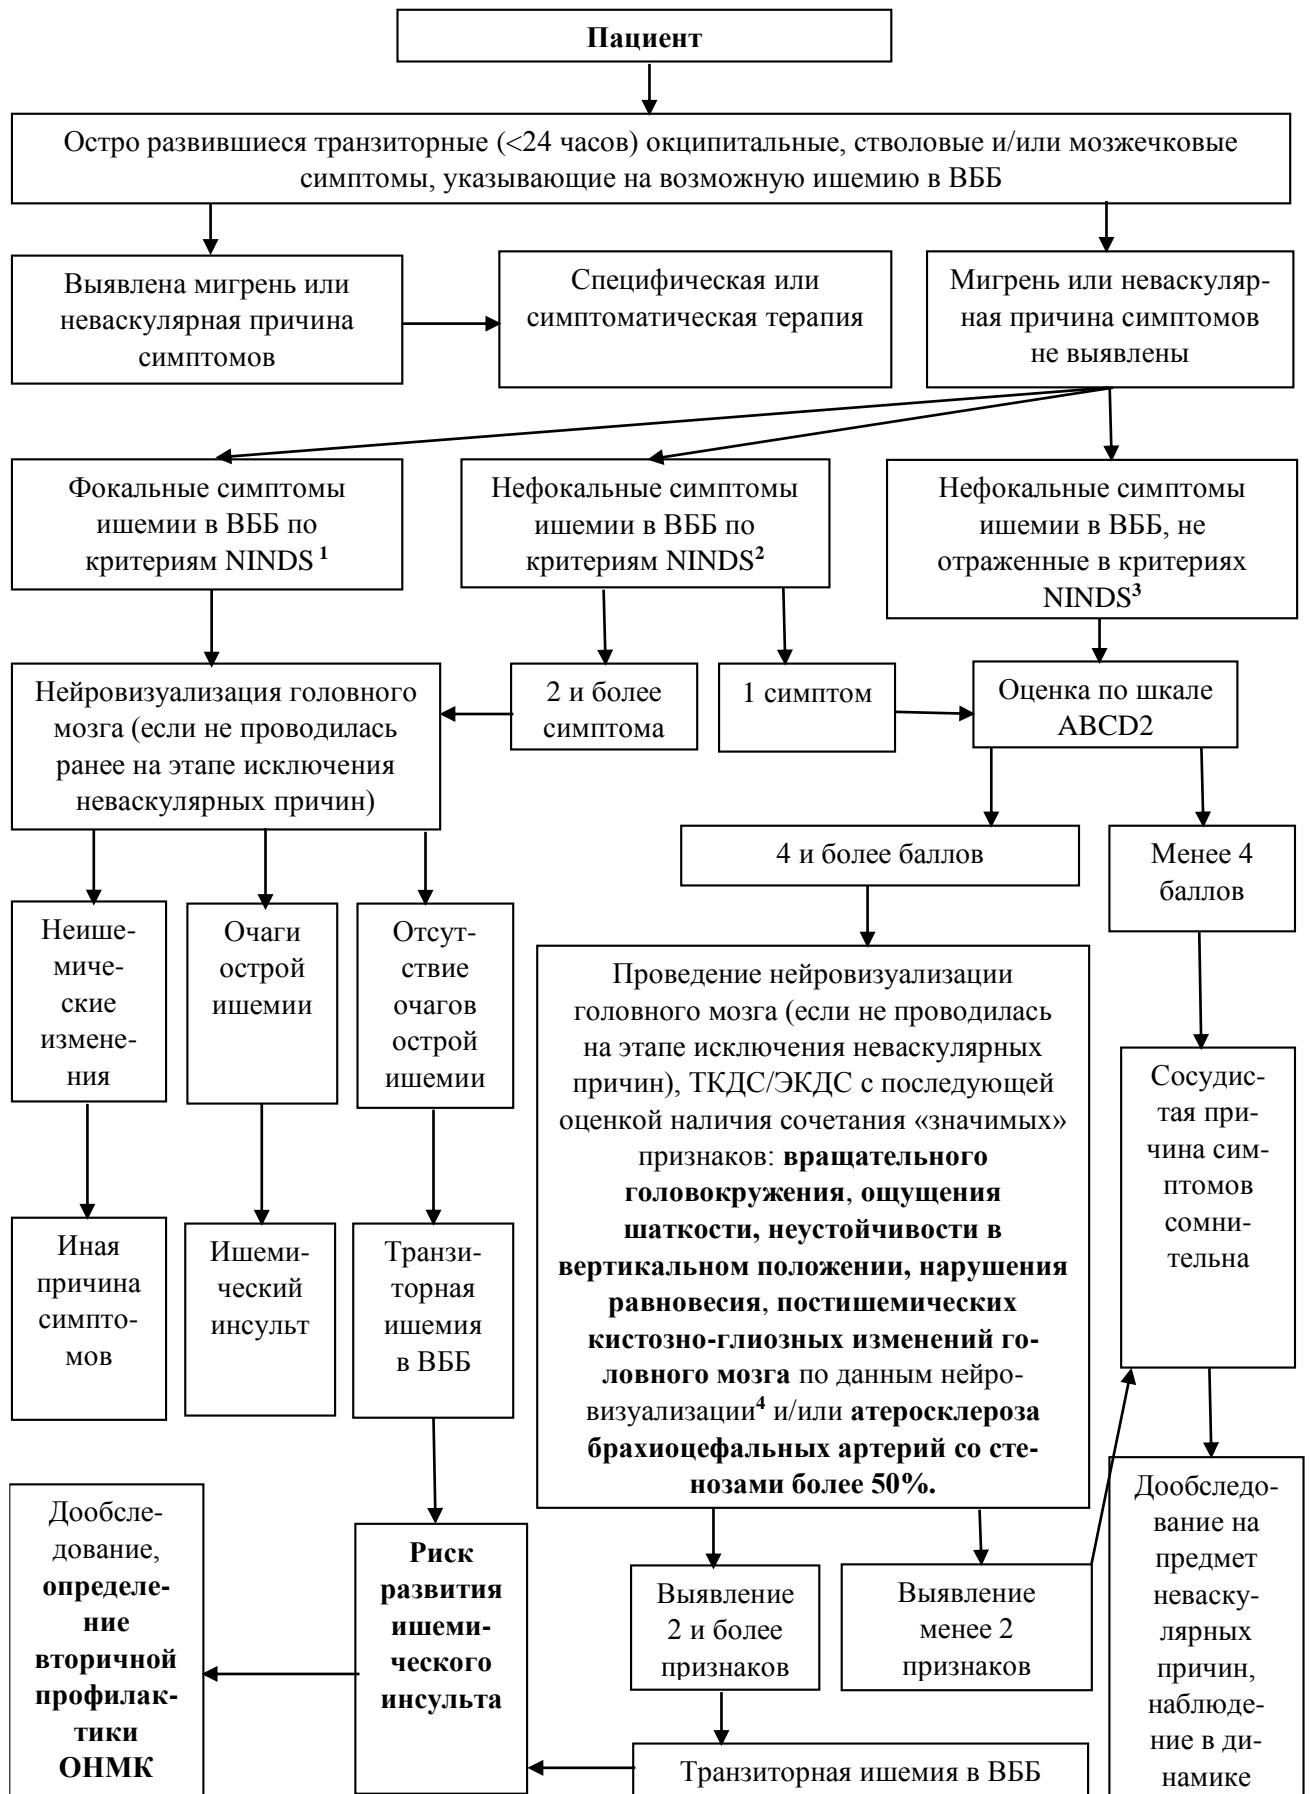 Пациент
Остро развившиеся транзиторные (<24 часов) окципитальные, стволовые и/или мозжечковые
симптомы, указывающие на возможную ишемию в ВББ
Выявлена мигрень или
неваскулярная причина
симптомов
Специфическая или
симптоматическая терапия
Мигрень или неваскуляр-
ная причина симптомов
не выявлены
Фокальные симптомы
ишемии в ВББ по
критериям NINDS 1
Нефокальные симптомы
ишемии в ВББ по
критериям NINDS2
Нефокальные симптомы
ишемии в ВББ, не
отраженные в критериях
NINDS3
Нейровизуализация головного
мозга (если не проводилась
ранее на этапе исключения
неваскулярных причин)
2 и более
симптома
1 симптом
Оценка по шкале
ABCD2
4 и более баллов
Менее 4
баллов
Неише-
миче-
ские
измене-
ния
Очаги
острой
ишемии
Отсут-
ствие
очагов
острой
ишемии
Проведение нейровизуализации
головного мозга (если не проводилась
на этапе исключения неваскулярных
причин), ТКДС/ЭКДС с последующей
оценкой наличия сочетания «значимых»
признаков: вращательного
головокружения, ощущения
шаткости, неустойчивости в
вертикальном положении, нарушения
равновесия, постишемических
кистозно-глиозных изменений го-
ловного мозга по данным нейро-
визуализации4 и/или атеросклероза
брахиоцефальных артерий со сте-
нозами более 50%.
Сосудис-
тая при-
чина сим-
птомов
сомни-
тельна
Иная
причина
симпто-
мов
Ишеми-
ческий
инсульт
Транзи-
торная
ишемия
в ВББ
Дообсле-
дование,
определе-
ние
вторичной
профилак-
тики
ОНМК
Риск
развития
ишеми-
ческого
инсульта
Выявление
2 и более
признаков
Выявление
менее 2
признаков
Дообследо-
вание на
предмет
неваску-
лярных
причин,
наблюде-
ние в ди-
намике
Транзиторная ишемия в ВББ